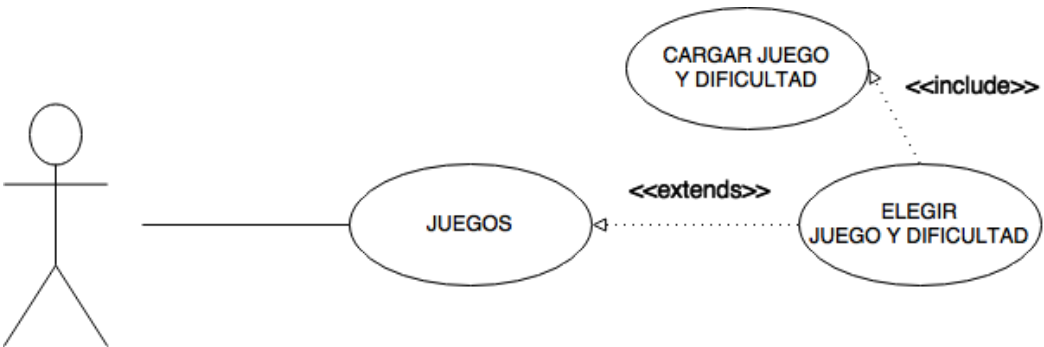 CARGAR JUEGO
Y DIFICULTAD
<<include>>
<<extends>>
JUEGOS
ELEGIR
JUEGO Y DIFICULTAD